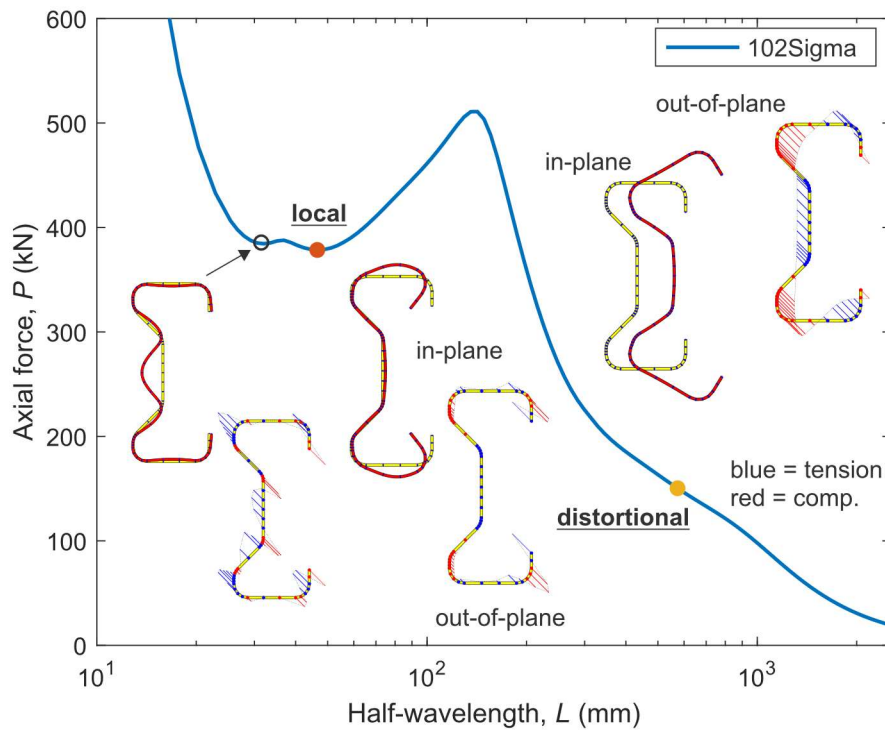 600
500
400
300
200
100
0
Axial force, P (kN)
102Sigma
out-of-plane
in-plane
local
in-plane
blue = tension
red = comp.
distortional
out-of-plane
10^1
10^2
10^3
Half-wavelength, L (mm)